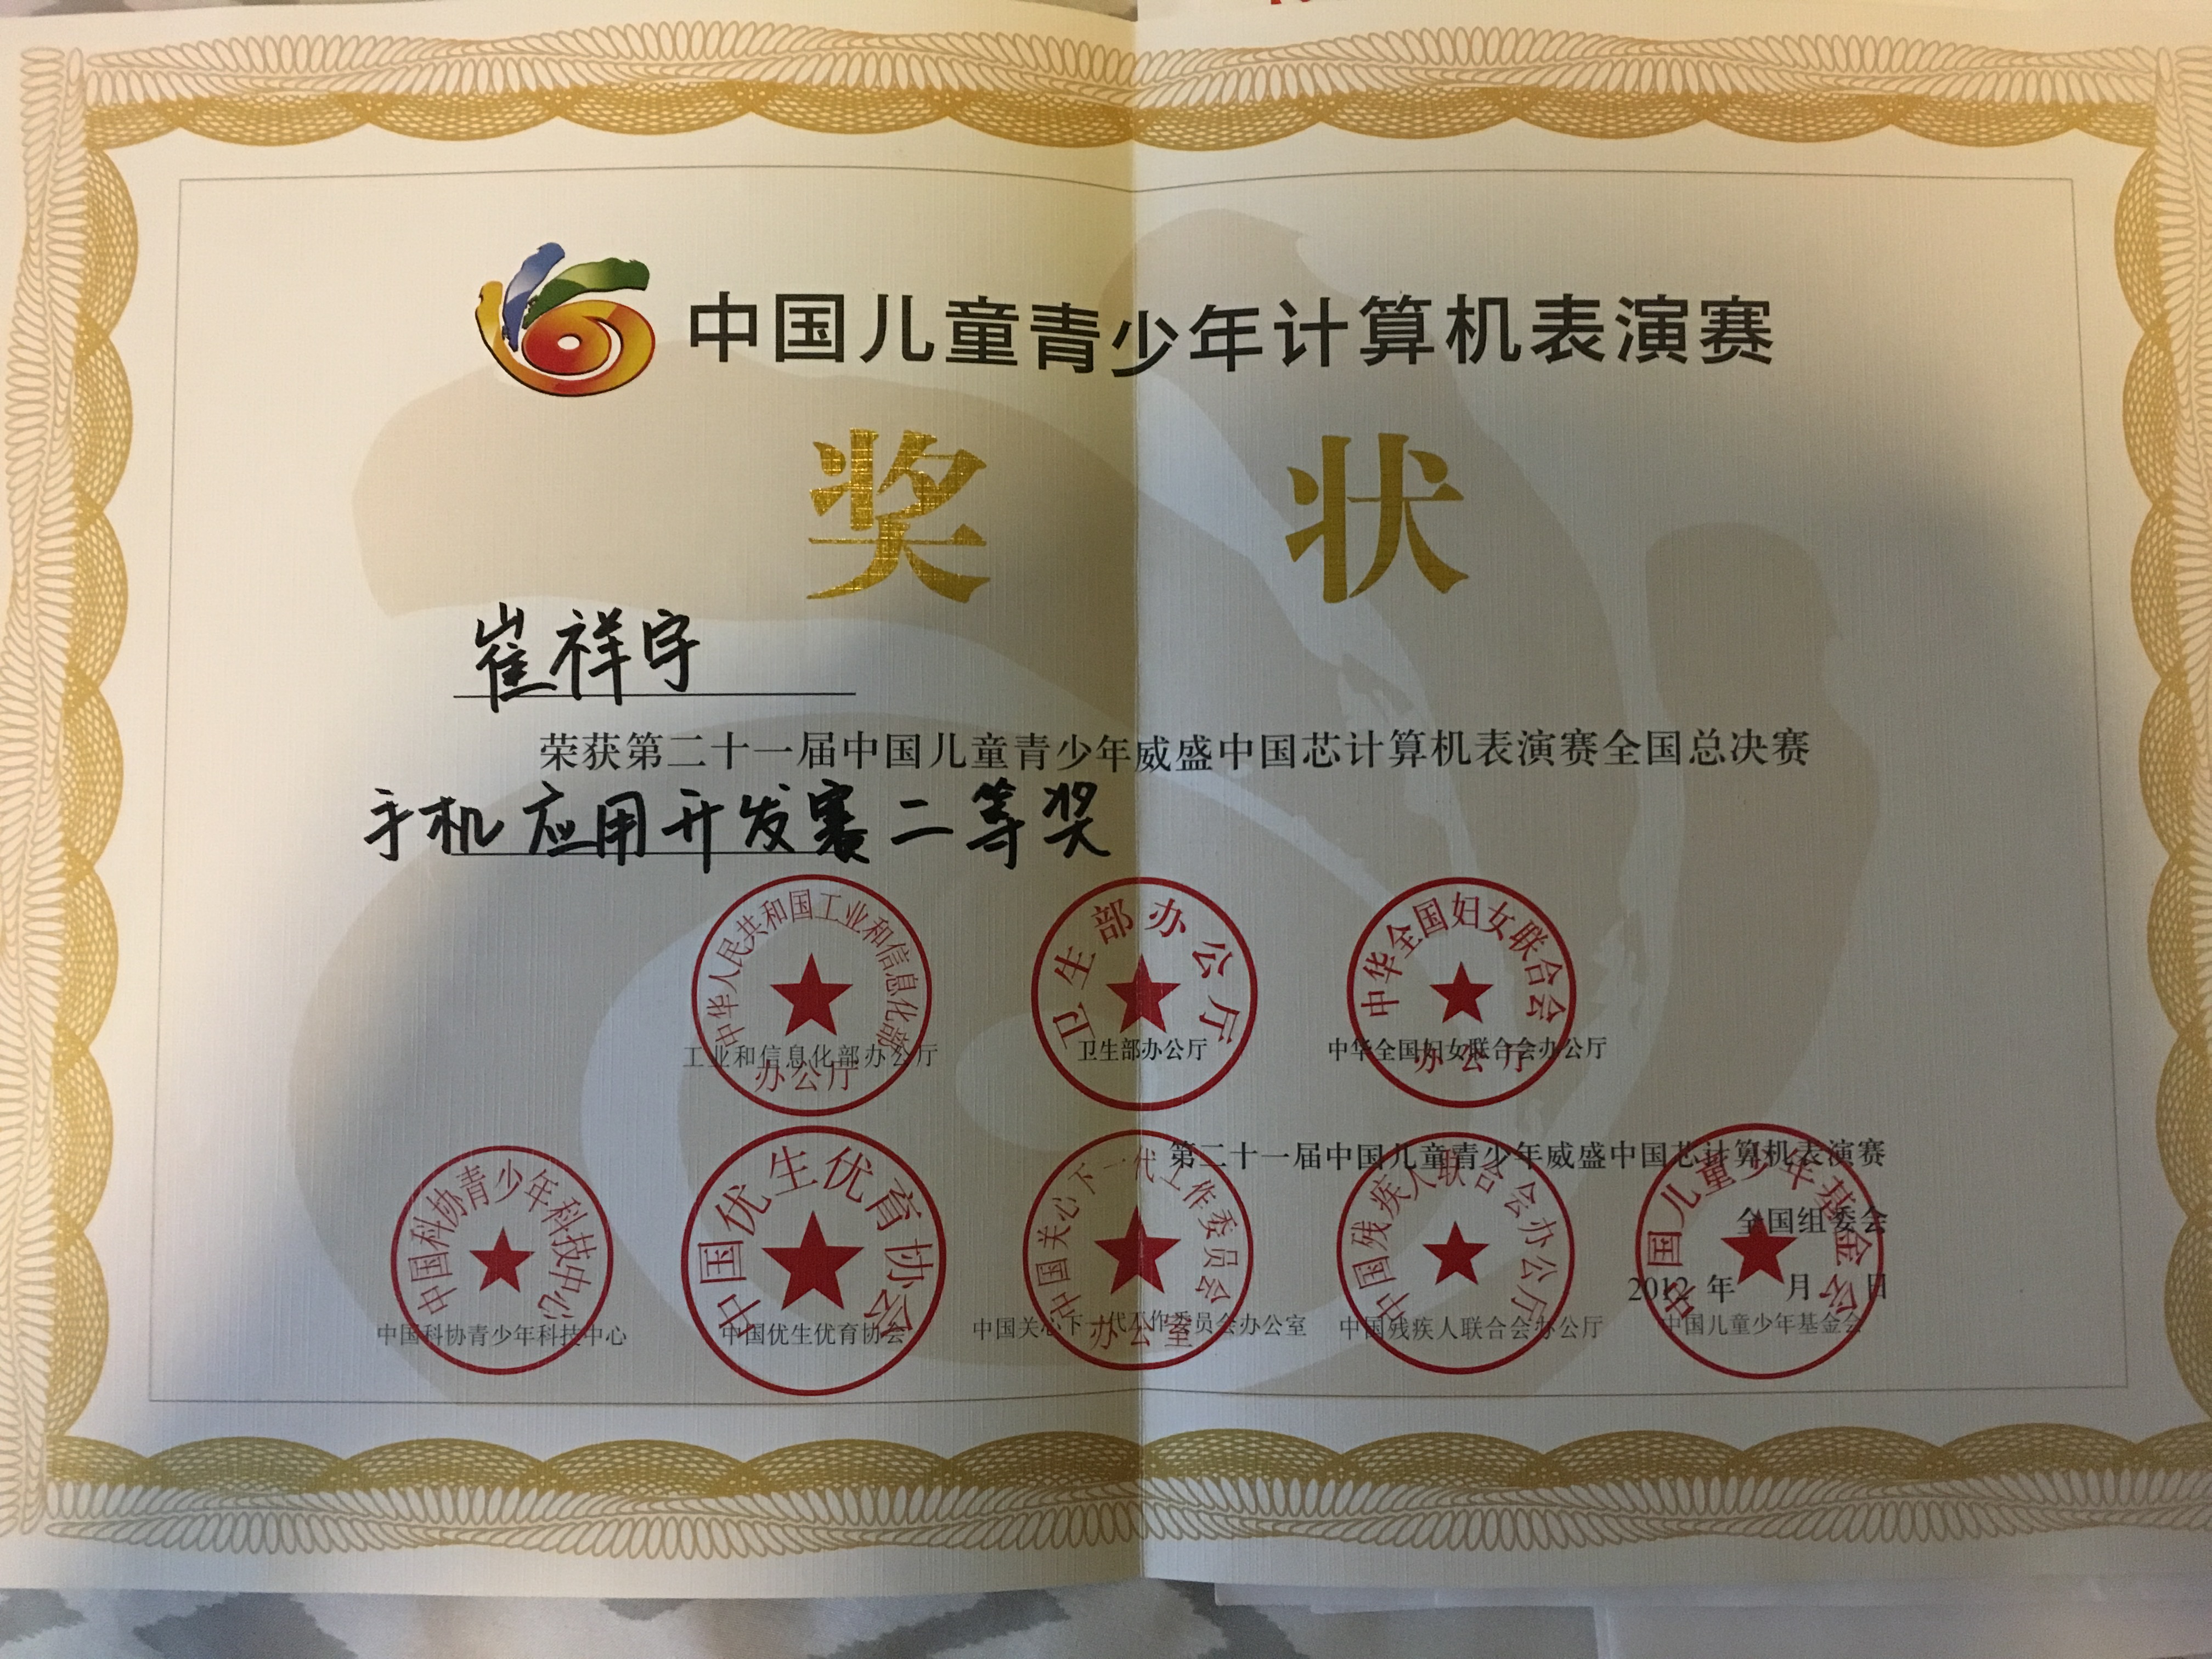 中国儿童青少年计算机表演赛
奖 状
崔祥宇
荣获第二十一届中国儿童青少年威盛中国芯计算机表演赛全国总决赛
手机应用开发赛二等奖
中华人民共和国工业和信息化部
办公厅
工业和信息化部办公厅
卫生部办公厅
卫生部办公厅
中华全国妇女联合会
办公厅
中华全国妇女联合会办公厅
第二十一届中国儿童青少年威盛中国芯计算机表演赛
全国组委会
2012 年 月 日
中国科协青少年科技中心
中国科协青少年科技中心
中国优生优育协会
中国优生优育协会
中国关心下一代工作委员会
办公室
中国关心下一代工作委员会办公室
中国残疾人联合会办公厅
中国残疾人联合会办公厅
中国儿童少年基金会
中国儿童少年基金会